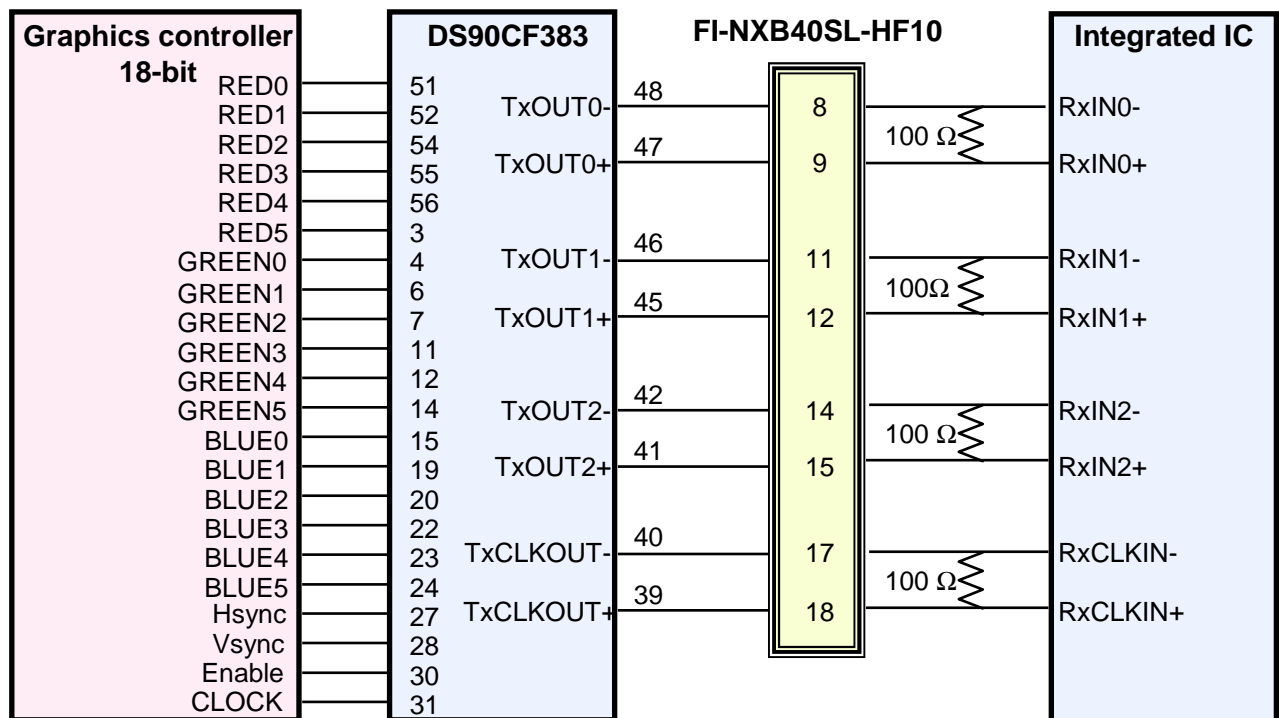 Graphics controller
18-bit
DS90CF383
FI-NXB40SL-HF10
Integrated IC
RED0
RED1
RED2
RED3
RED4
RED5
GREEN0
GREEN1
GREEN2
GREEN3
GREEN4
GREEN5
BLUE0
BLUE1
BLUE2
BLUE3
BLUE4
BLUE5
Hsync
Vsync
Enable
CLOCK
51
52
54
55
56
3
4
6
7
11
12
14
15
19
20
22
23
24
27
28
30
31
TxOUT0- 48 8 RxIN0-
100 Ω
TxOUT0+ 47 9 RxIN0+
TxOUT1- 46 11 RxIN1-
100Ω
TxOUT1+ 45 12 RxIN1+
TxOUT2- 42 14 RxIN2-
100 Ω
TxOUT2+ 41 15 RxIN2+
TxCLKOUT- 40 17 RxCLKIN-
100 Ω
TxCLKOUT+ 39 18 RxCLKIN+